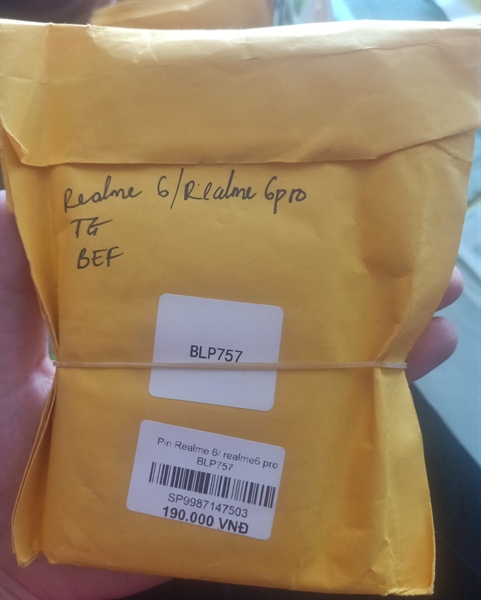 Realme 6/Realme 6pro
TG
BEF
BLP757
Pin Realme 6/ realme6 pro
BLP757
SP9987147503
190.000 VNĐ